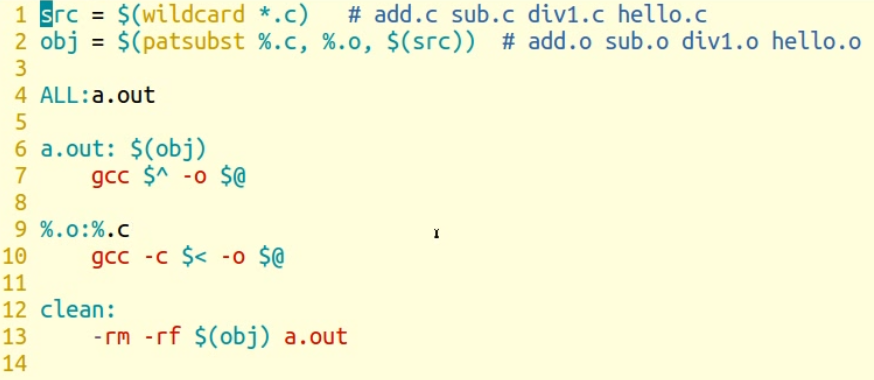 1 src = $(wildcard *.c)   # add.c sub.c div1.c hello.c
2 obj = $(patsubst %.c, %.o, $(src))  # add.o sub.o div1.o hello.o
3
4 ALL:a.out
5
6 a.out: $(obj)
7     gcc $^ -o $@
8
9 %.o:%.c
10     gcc -c $< -o $@
11
12 clean:
13     -rm -rf $(obj) a.out
14